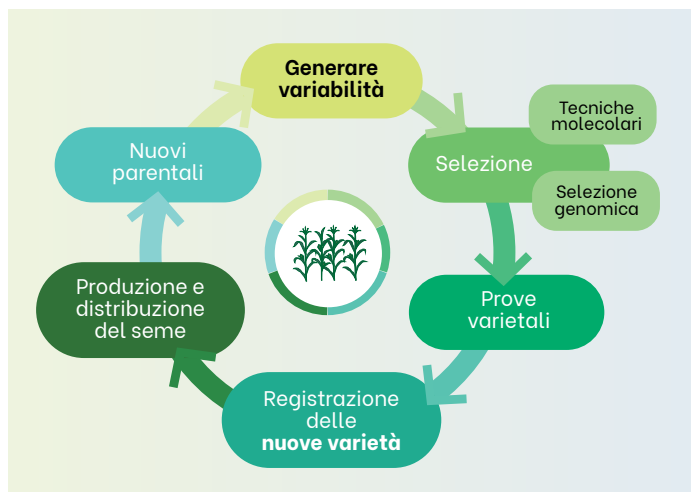 Generare
variabilità
Tecniche
molecolari
Selezione
Selezione
genomica
Nuovi
parentali
Produzione e
distribuzione
del seme
Prove
varietali
Registrazione
delle
nuove varietà